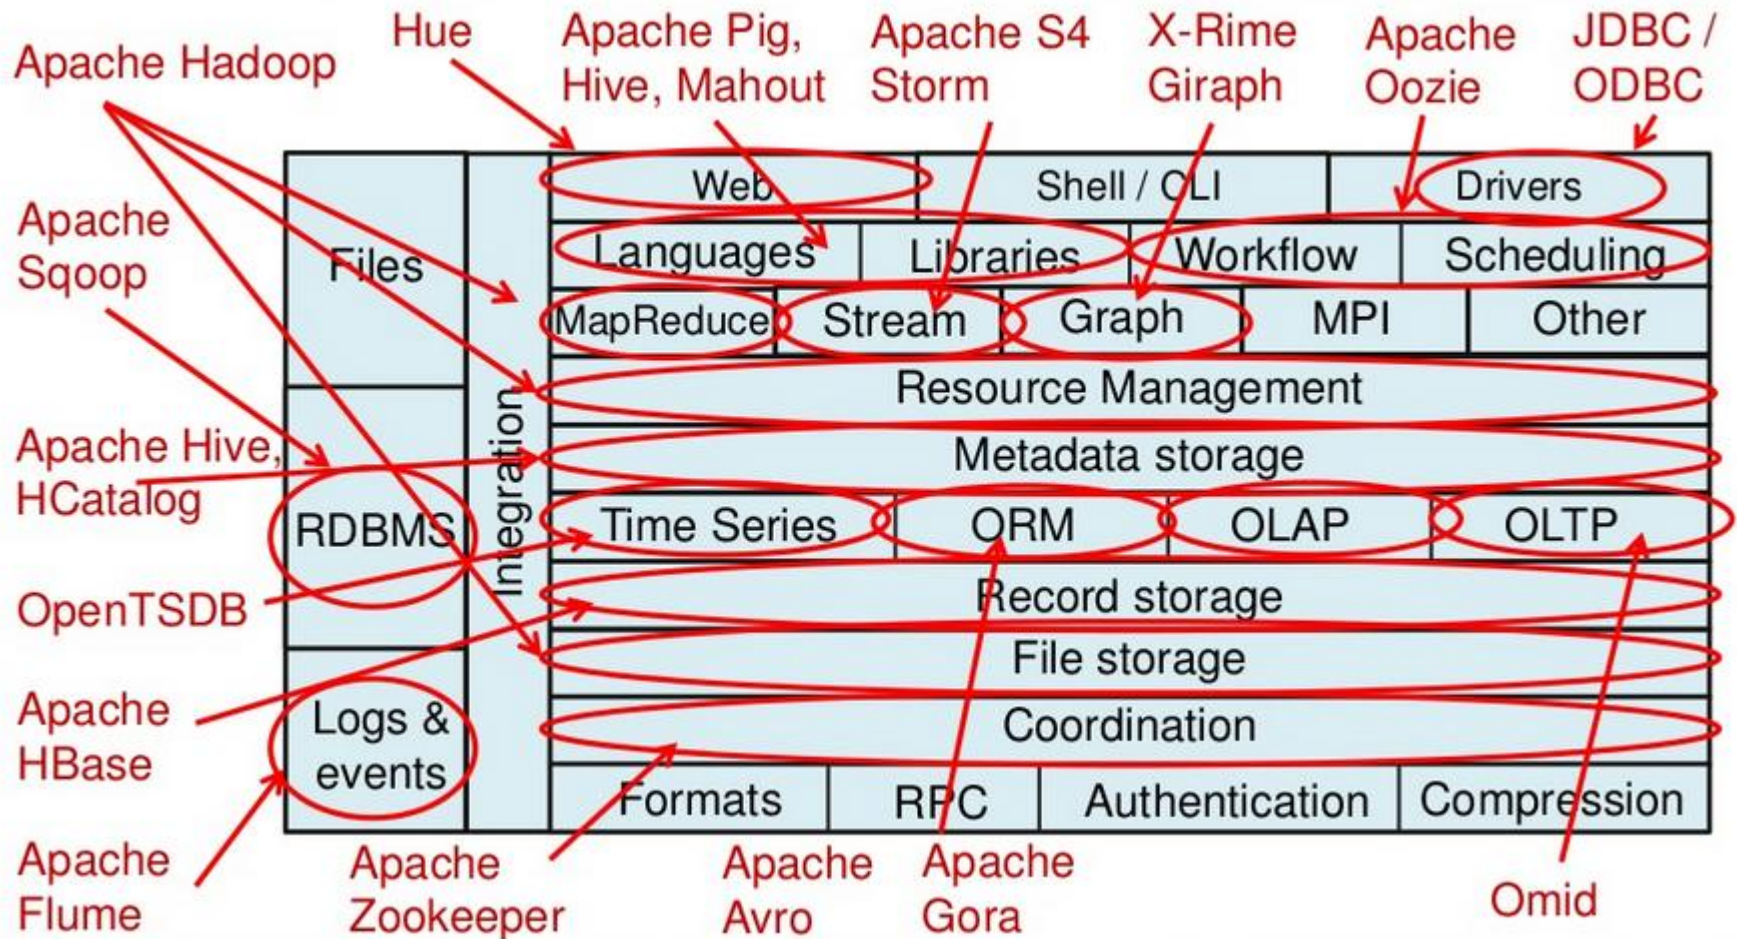 Apache Hadoop
Hue
Apache Pig,
Hive, Mahout
Apache S4
Storm
X-Rime
Giraph
Apache
Oozie
JDBC /
ODBC
Apache
Sqoop
Apache Hive,
HCatalog
OpenTSDB
Apache
HBase
Apache
Flume
Files
RDBMS
Logs &
events
Integration
Web
Shell / CLI
Drivers
Languages
Libraries
Workflow
Scheduling
MapReduce
Stream
Graph
MPI
Other
Resource Management
Metadata storage
Time Series
ORM
OLAP
OLTP
Record storage
File storage
Coordination
Formats
RPC
Authentication
Compression
Apache
Zookeeper
Apache
Avro
Apache
Gora
Omid